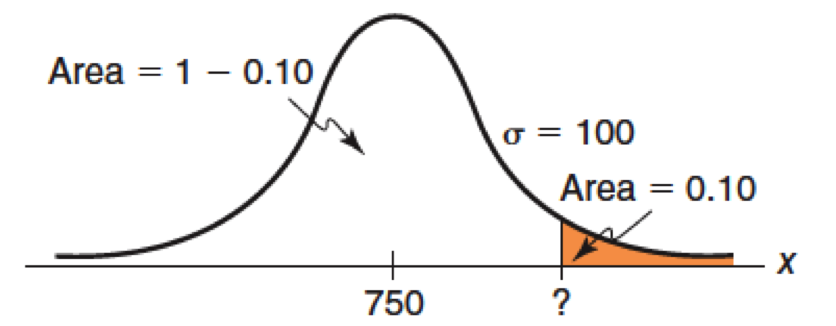 Area = 1 – 0.10
σ = 100
Area = 0.10
x
750
?